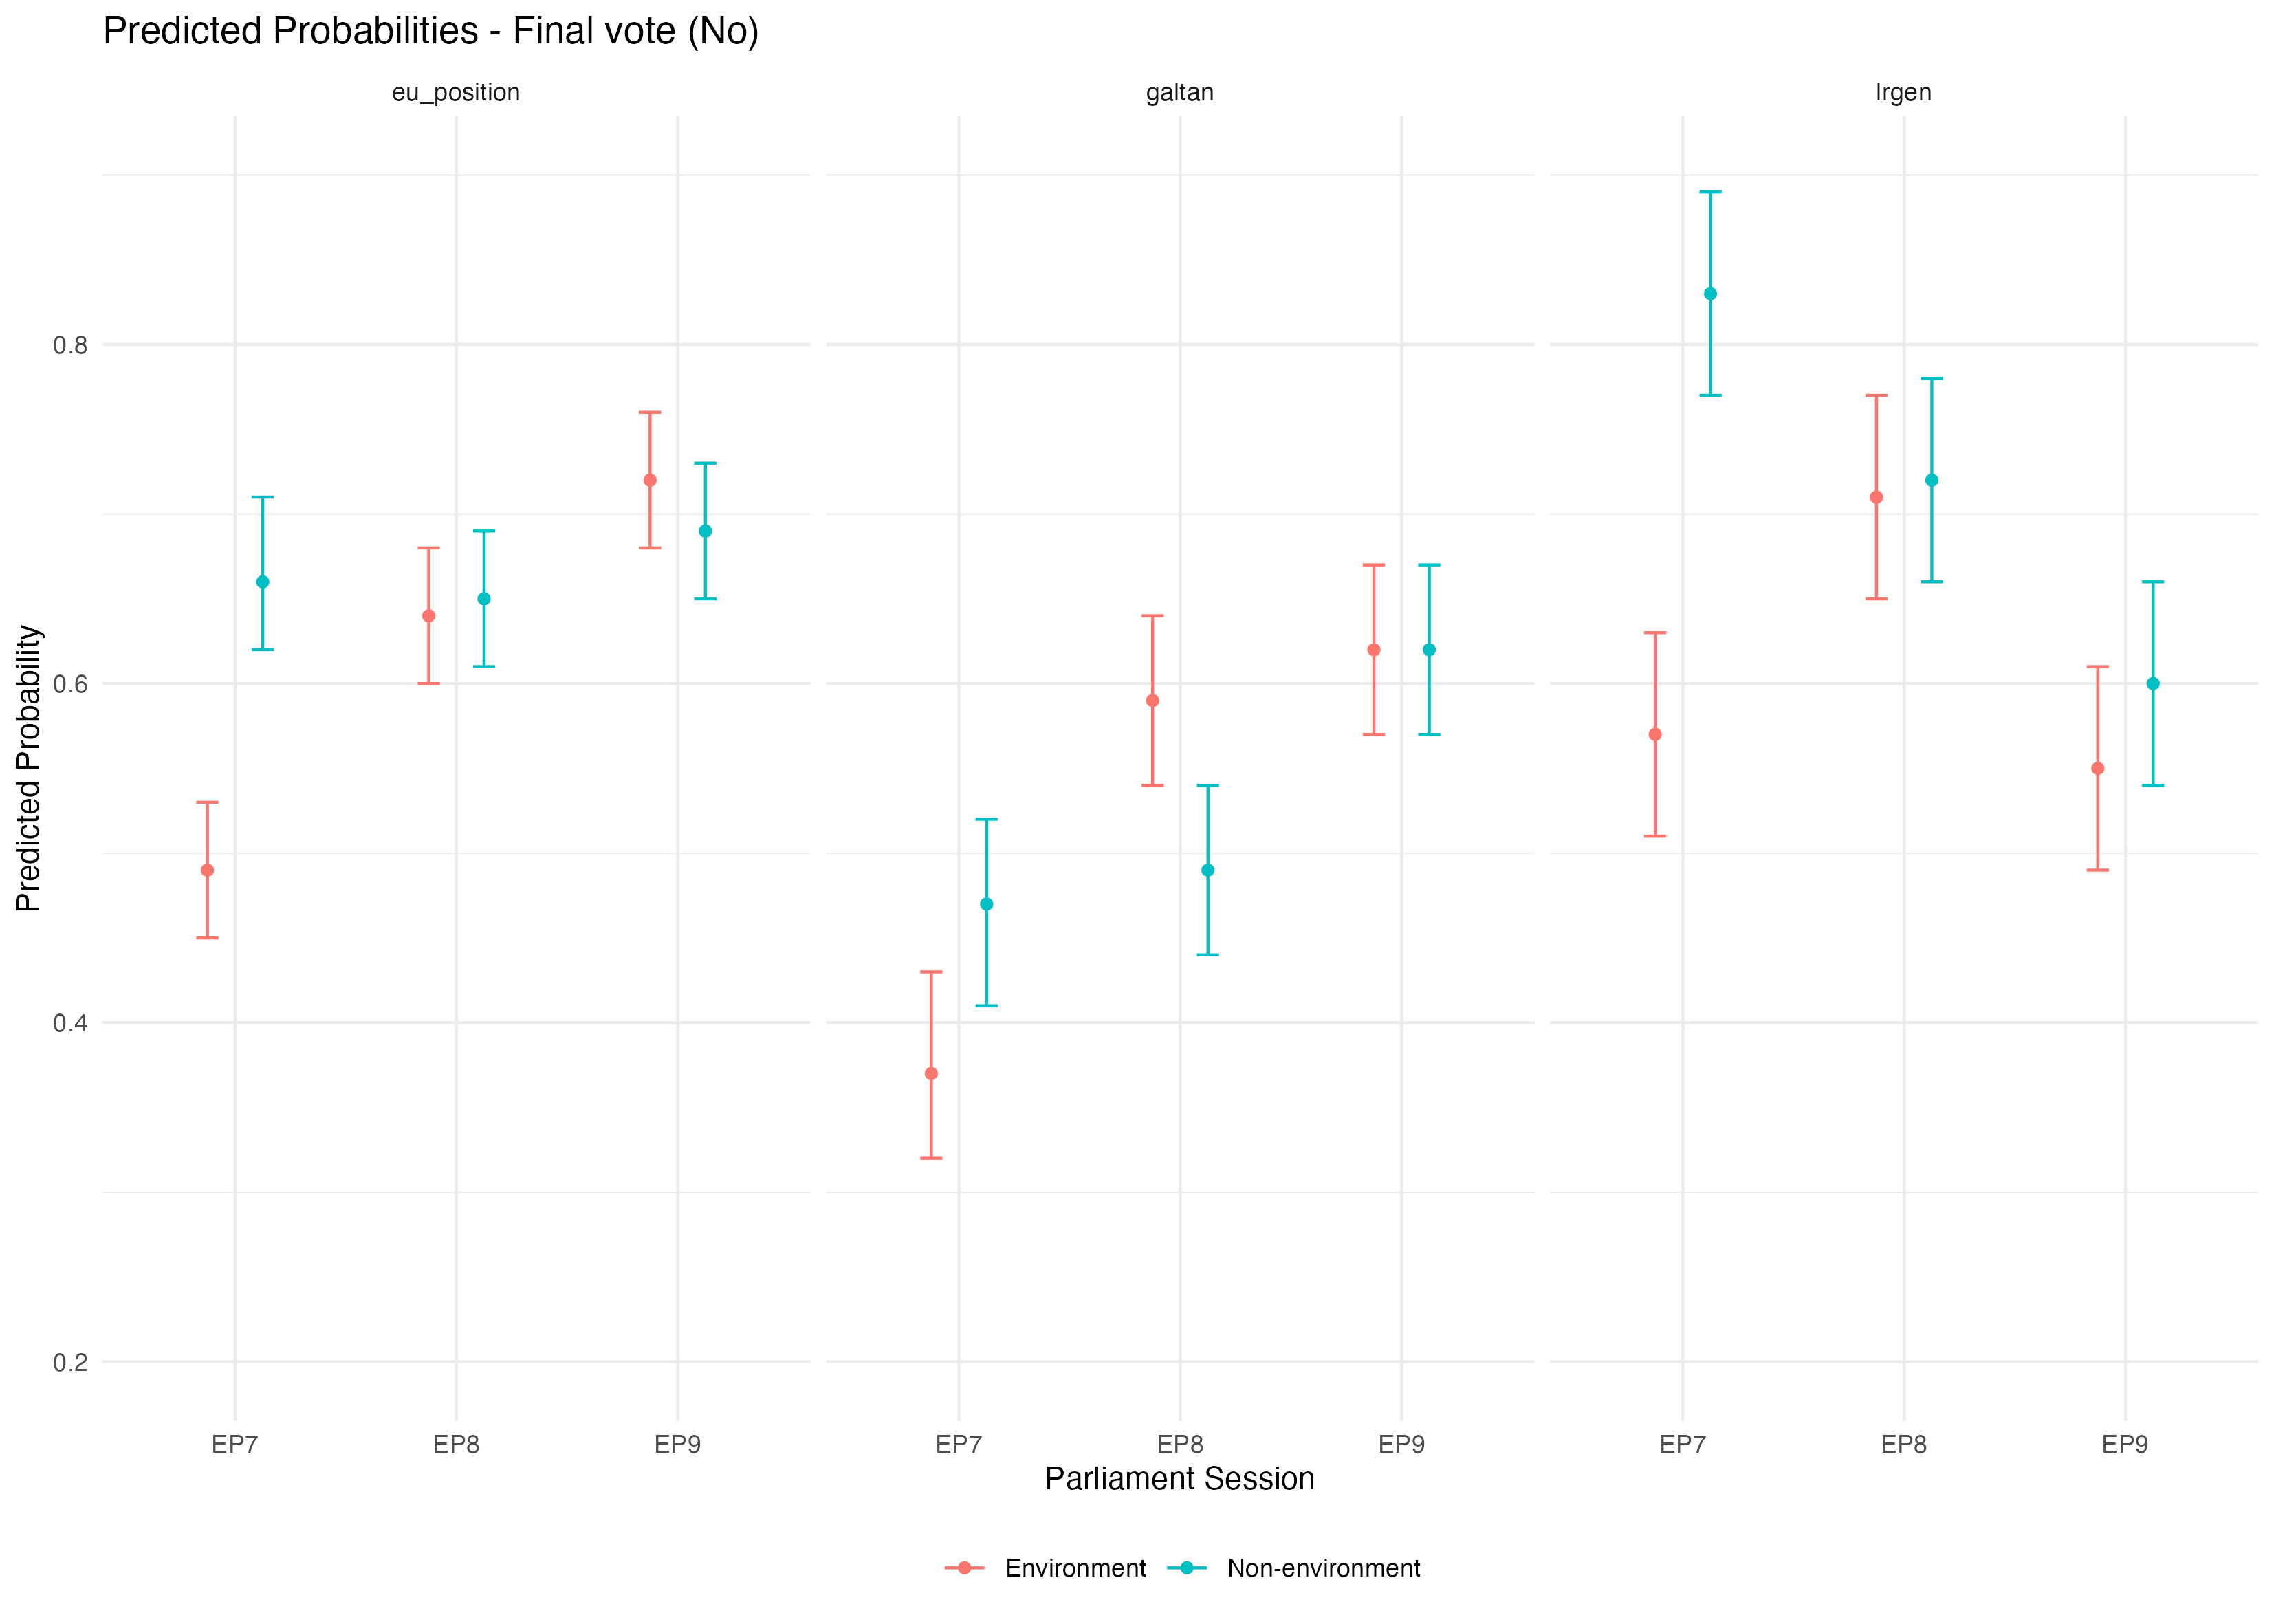 Predicted Probabilities - Final vote (No)
eu_position galtan lrgen
0.8
0.6
0.4
0.2
Predicted Probability
EP7 EP8 EP9 EP7 EP8 EP9 EP7 EP8 EP9
Parliament Session
Environment Non-environment